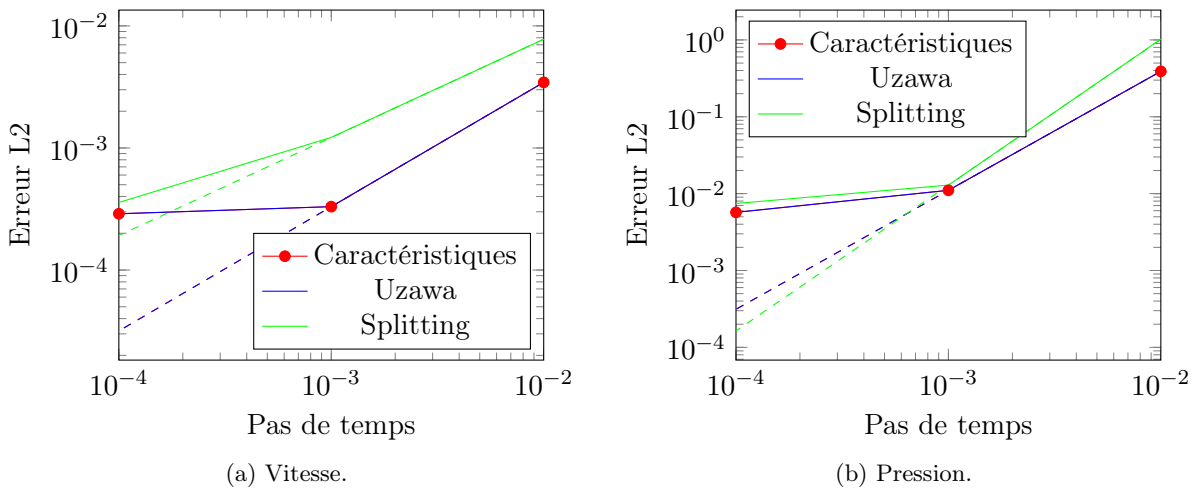 10⁻²
10⁻³
10⁻⁴
Erreur L2
Caractéristiques
Uzawa
Splitting
10⁻⁴
10⁻³
10⁻²
Pas de temps
(a) Vitesse.
10⁰
10⁻¹
10⁻²
10⁻³
10⁻⁴
Erreur L2
Caractéristiques
Uzawa
Splitting
10⁻⁴
10⁻³
10⁻²
Pas de temps
(b) Pression.